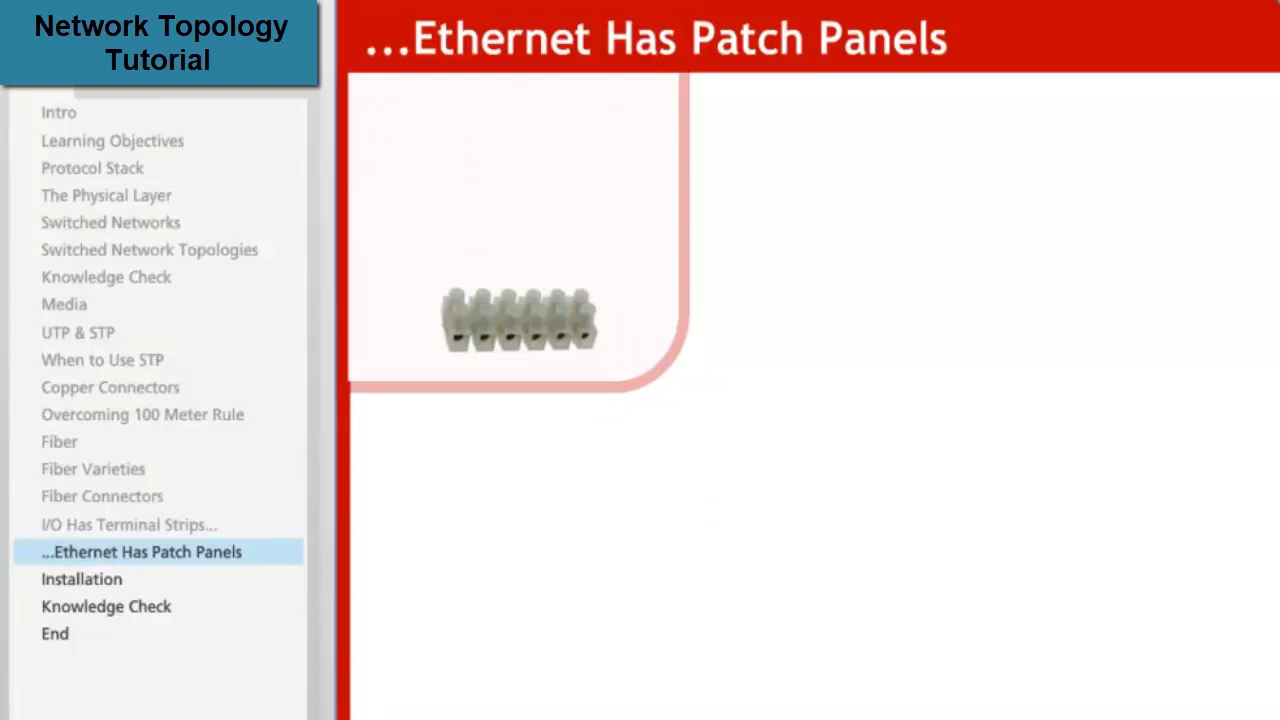 Network Topology
Tutorial
...Ethernet Has Patch Panels
Intro
Learning Objectives
Protocol Stack
The Physical Layer
Switched Networks
Switched Network Topologies
Knowledge Check
Media
UTP & STP
When to Use STP
Copper Connectors
Overcoming 100 Meter Rule
Fiber
Fiber Varieties
Fiber Connectors
I/O Has Terminal Strips...
...Ethernet Has Patch Panels
Installation
Knowledge Check
End